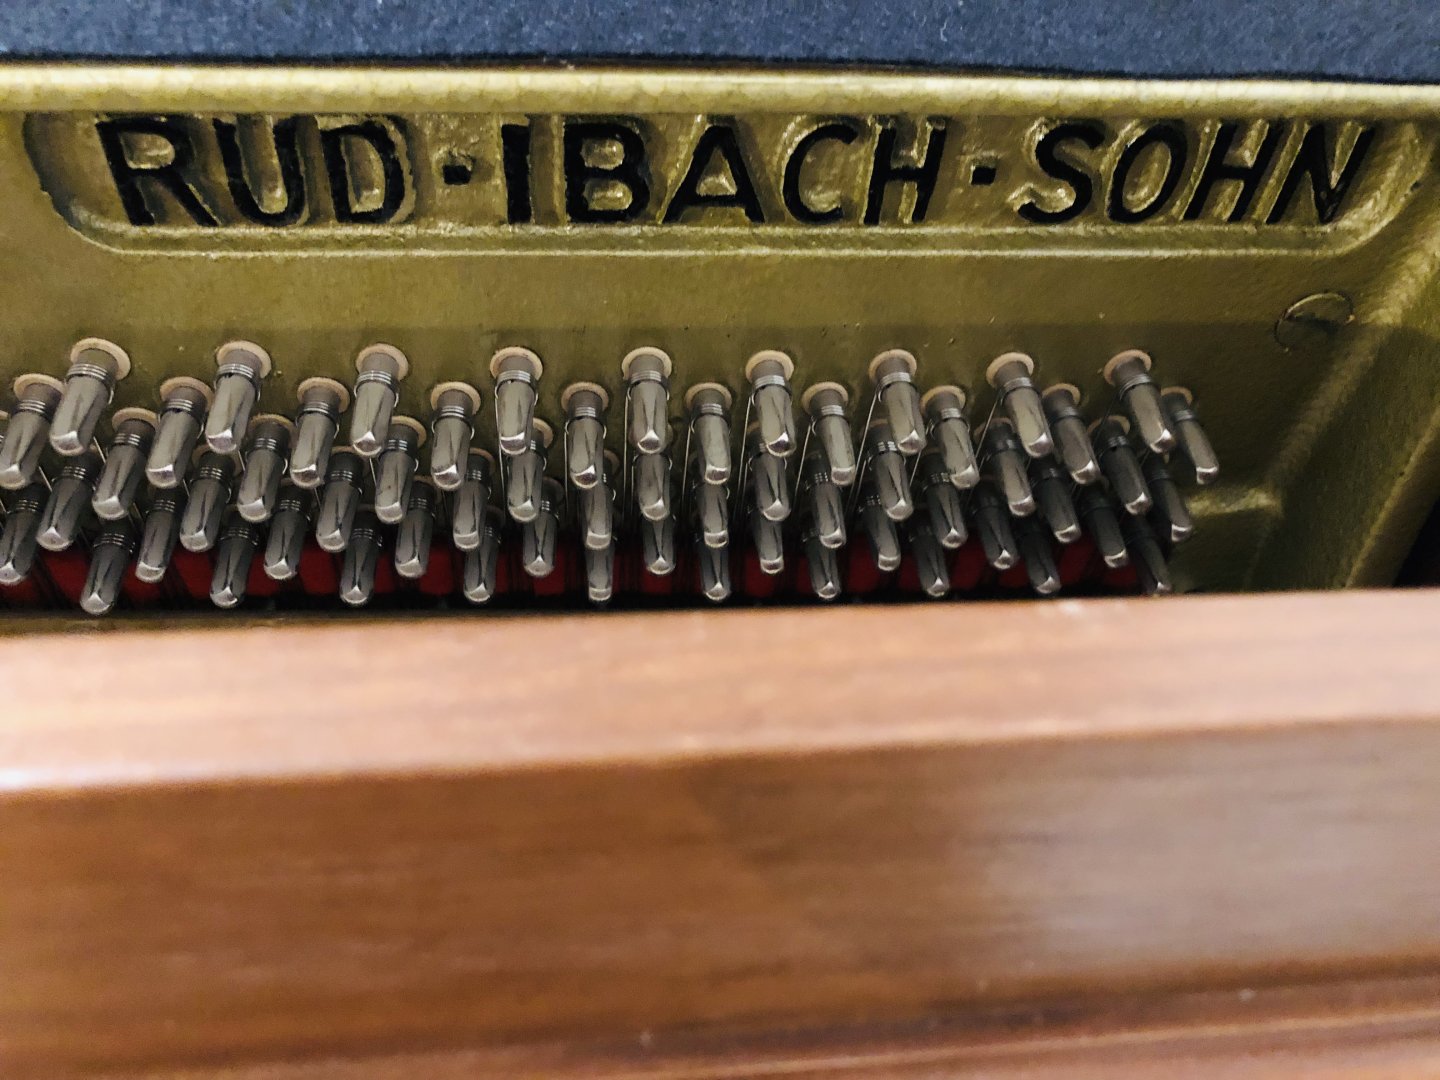 RUD · IBACH · SOHN